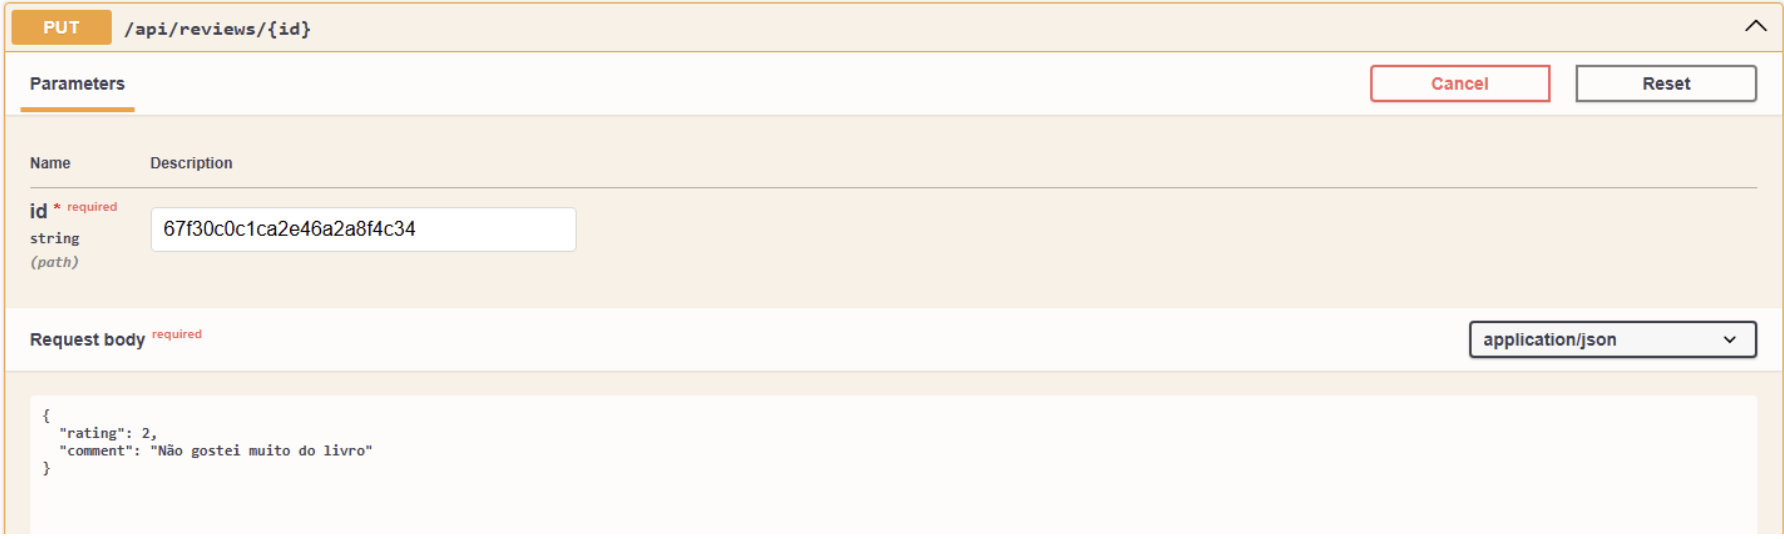 PUT /api/reviews/{id}
Parameters
Cancel
Reset
Name Description
id * required
string
(path)
67f30c0c1ca2e46a2a8f4c34
Request body required
application/json
{
"rating": 2,
"comment": "Não gostei muito do livro"
}